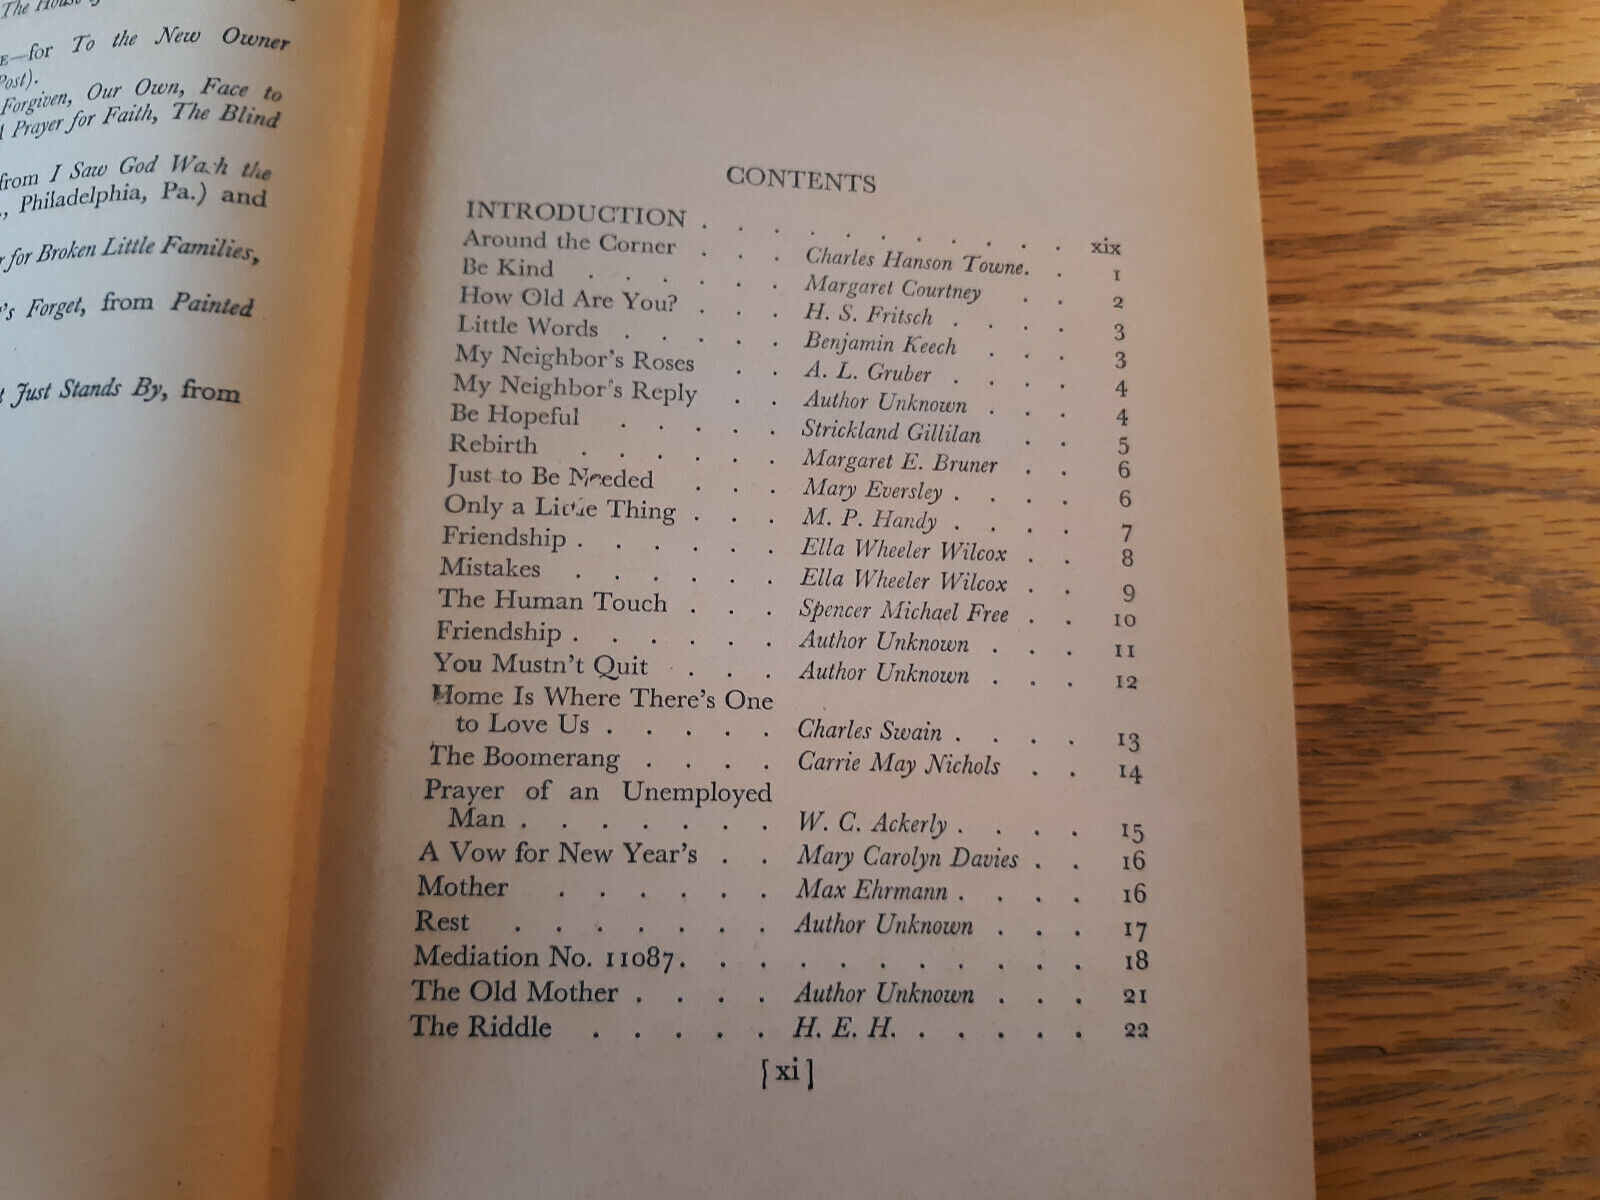 The House
E—for To the New Owner
Post).
Forgiven, Our Own, Face to
A Prayer for Faith, The Blind
from I Saw God Wash the
., Philadelphia, Pa.) and
r for Broken Little Families,
's Forget, from Painted
t Just Stands By, from
CONTENTS
INTRODUCTION . . . . . . . . . . . xix
Around the Corner . . . Charles Hanson Towne. . 1
Be Kind . . . . . Margaret Courtney . . 2
How Old Are You? . . . H. S. Fritsch . . . . 3
Little Words . . . . . Benjamin Keech . . . 3
My Neighbor's Roses . . A. L. Gruber . . . . 4
My Neighbor's Reply . . Author Unknown . . . 4
Be Hopeful . . . . . Strickland Gillilan . . 5
Rebirth . . . . . . Margaret E. Bruner . . 6
Just to Be Needed . . . Mary Eversley . . . . 6
Only a Little Thing . . . M. P. Handy . . . . 7
Friendship . . . . . . Ella Wheeler Wilcox . . 8
Mistakes . . . . . . Ella Wheeler Wilcox . . 9
The Human Touch . . . Spencer Michael Free . . 10
Friendship . . . . . . Author Unknown . . . 11
You Mustn't Quit . . . Author Unknown . . . 12
Home Is Where There's One
to Love Us . . . . . Charles Swain . . . . 13
The Boomerang . . . . Carrie May Nichols . . 14
Prayer of an Unemployed
Man . . . . . . . W. C. Ackerly . . . . 15
A Vow for New Year's . . Mary Carolyn Davies . . 16
Mother . . . . . . Max Ehrmann . . . . 16
Rest . . . . . . . Author Unknown . . . 17
Mediation No. 11087. . . . . . . . . . . 18
The Old Mother . . . . Author Unknown . . . 21
The Riddle . . . . . H. E. H. . . . . . 22
[ xi ]